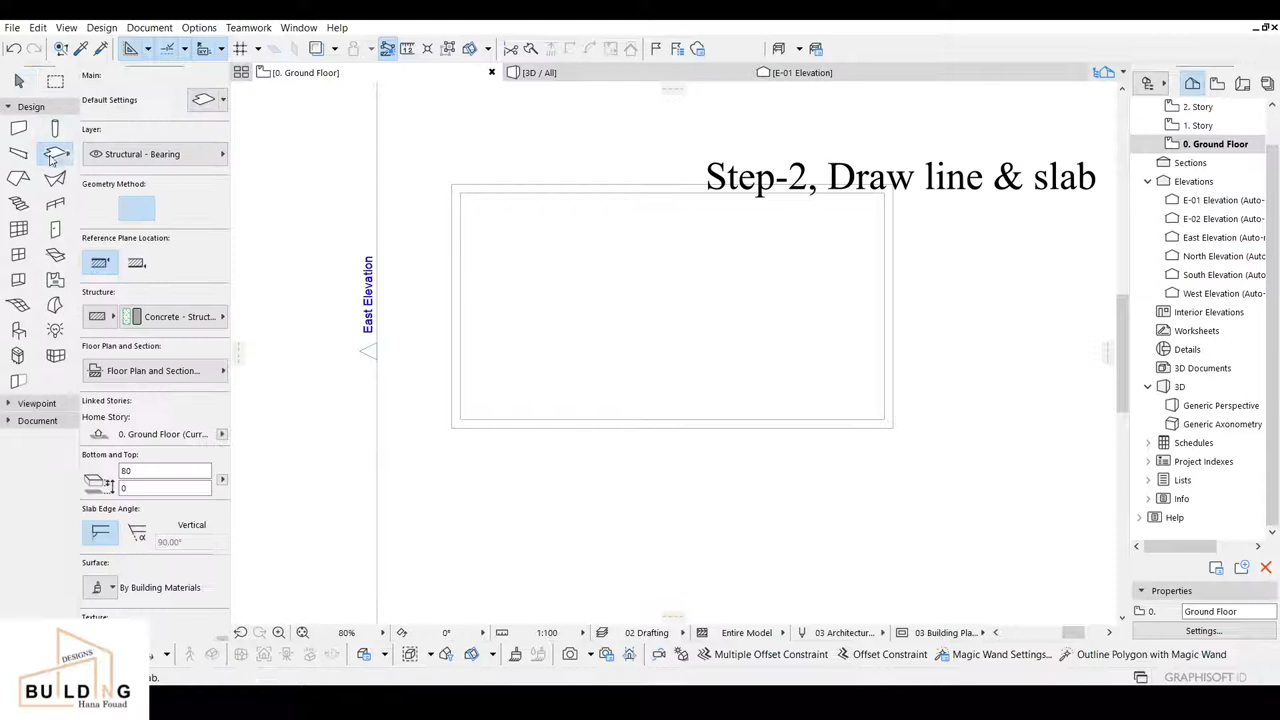 File Edit View Design Document Options Teamwork Window Help
[0. Ground Floor]
[3D / All]
[E-01 Elevation]
Main:
Design
Default Settings
Layer:
Structural - Bearing
Geometry Method:
Reference Plane Location:
Structure:
Concrete - Struct...
Floor Plan and Section:
Floor Plan and Section...
Linked Stories:
Home Story:
0. Ground Floor (Curr...
Bottom and Top:
80
0
Slab Edge Angle:
Vertical
90.00°
Surface:
By Building Materials
Viewpoint
Document
Step-2, Draw line & slab
East Elevation
2. Story
1. Story
0. Ground Floor
Sections
Elevations
E-01 Elevation (Auto-
E-02 Elevation (Auto-
East Elevation (Auto-
North Elevation (Aut
South Elevation (Aut
West Elevation (Auto
Interior Elevations
Worksheets
Details
3D Documents
3D
Generic Perspective
Generic Axonometry
Schedules
Project Indexes
Lists
Info
Help
Properties
0. Ground Floor
Settings...
80% 0° 1:100 02 Drafting Entire Model 03 Architectur... 03 Building Pla...
Multiple Offset Constraint Offset Constraint Magic Wand Settings... Outline Polygon with Magic Wand
GRAPHISOFT ID
DESIGNS
BUILDING
Hana Fouad